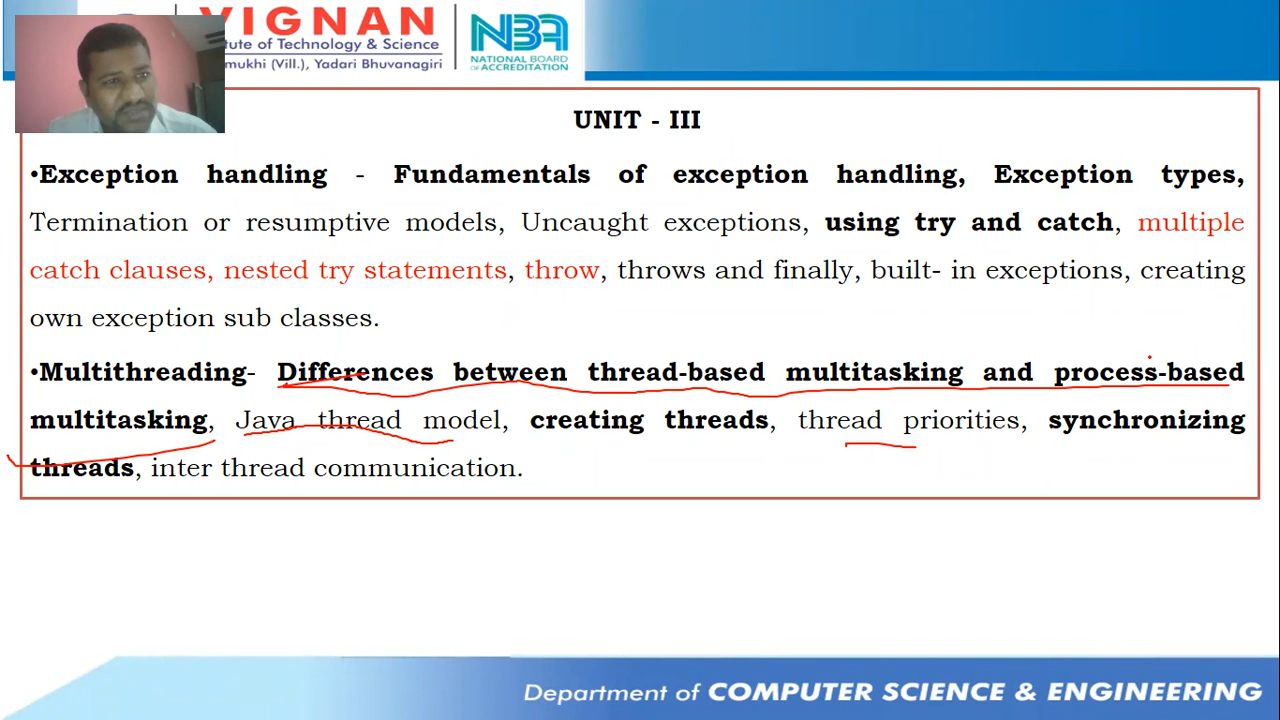 VIGNAN
tute of Technology & Science
mukhi (Vill.), Yadari Bhuvanagiri
NBA
NATIONAL BOARD
OF ACCREDITATION
UNIT - III
•Exception handling - Fundamentals of exception handling, Exception types,
Termination or resumptive models, Uncaught exceptions, using try and catch, multiple
catch clauses, nested try statements, throw, throws and finally, built- in exceptions, creating
own exception sub classes.
•Multithreading- Differences between thread-based multitasking and process-based
multitasking, Java thread model, creating threads, thread priorities, synchronizing
threads, inter thread communication.
Department of COMPUTER SCIENCE & ENGINEERING